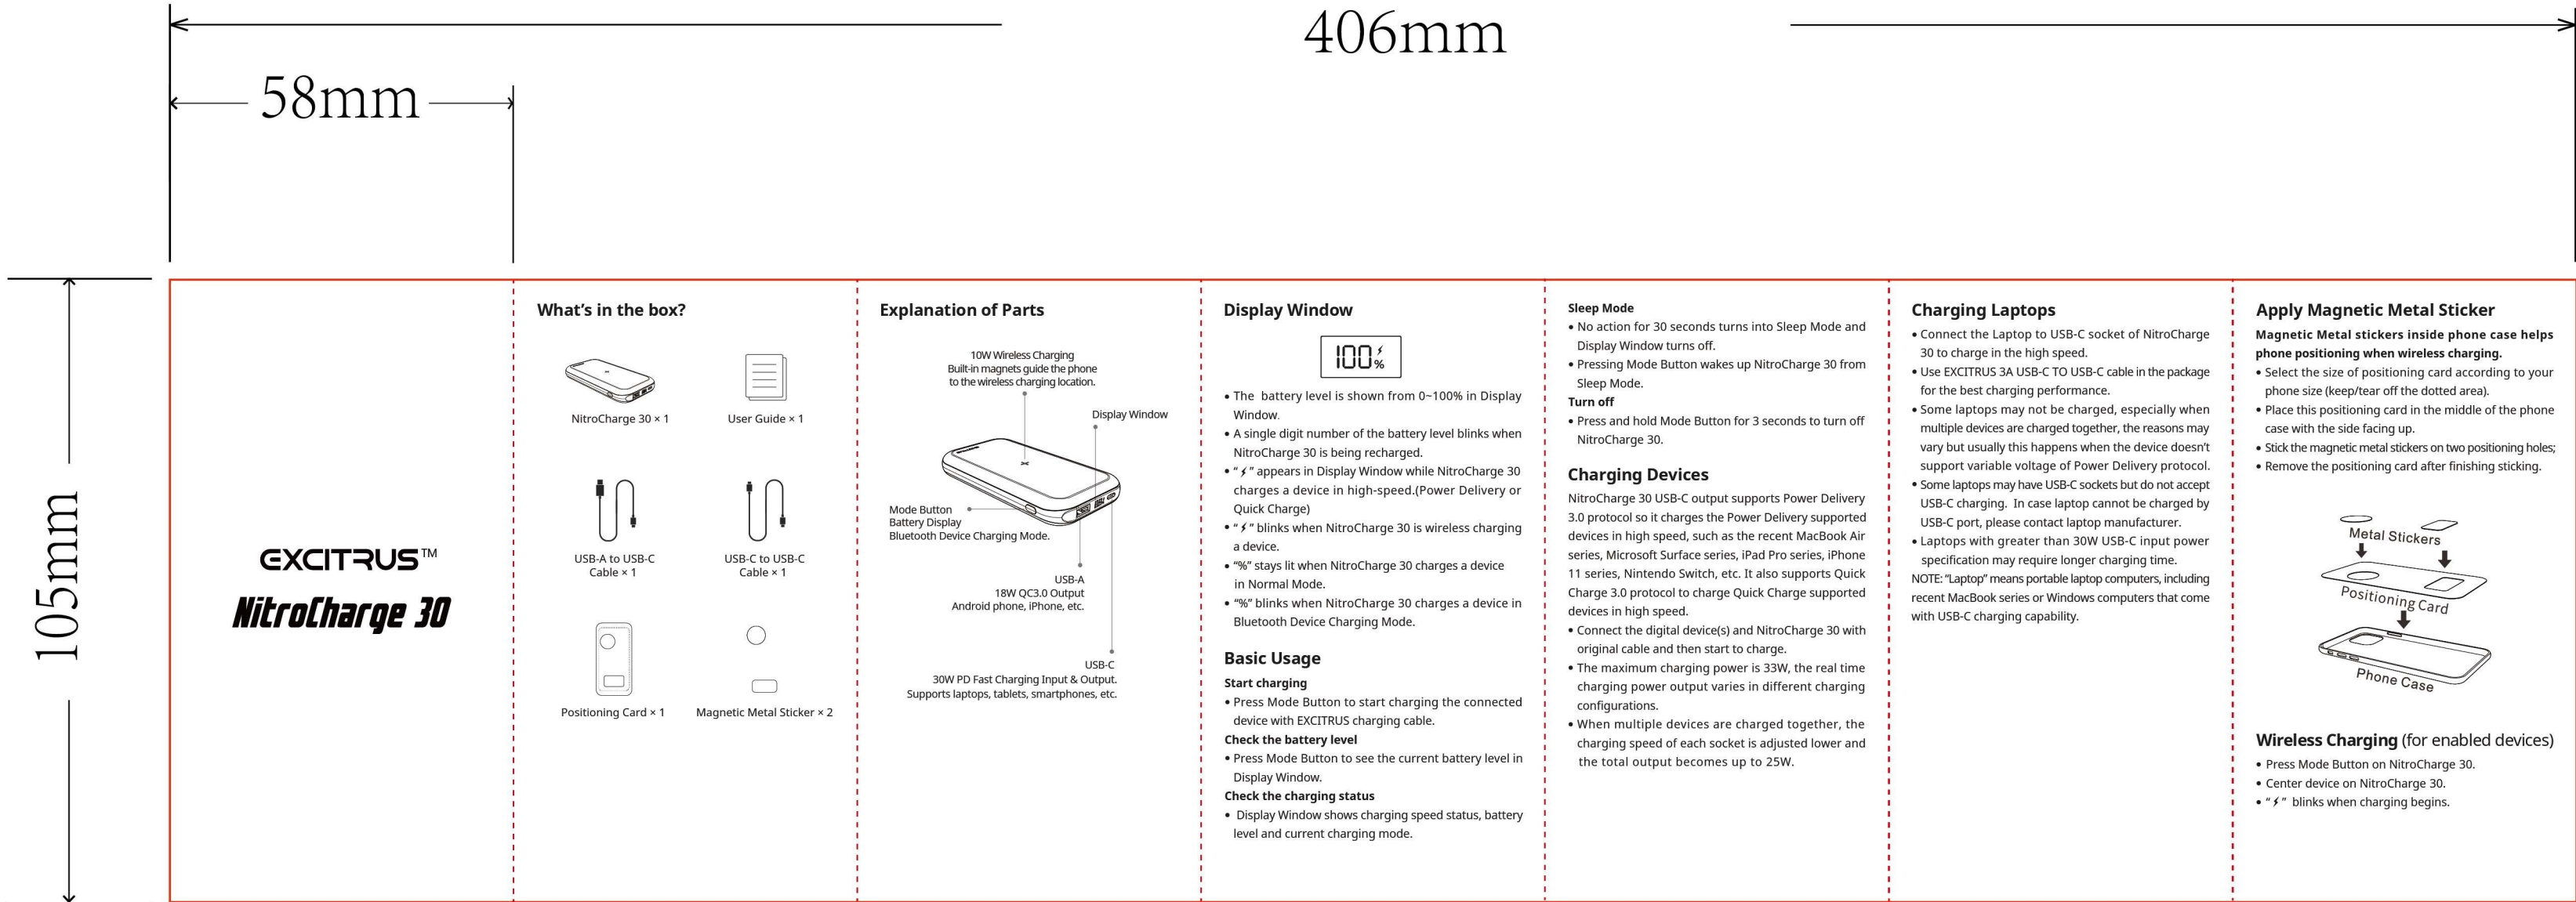 406mm
58mm
105mm
EXCITRUS™
NitroCharge 30
What's in the box?
NitroCharge 30 × 1
User Guide × 1
USB-A to USB-C
Cable × 1
USB-C to USB-C
Cable × 1
Positioning Card × 1
Magnetic Metal Sticker × 2
Explanation of Parts
10W Wireless Charging
Built-in magnets guide the phone
to the wireless charging location.
Display Window
Mode Button
Battery Display
Bluetooth Device Charging Mode.
USB-A
18W QC3.0 Output
Android phone, iPhone, etc.
USB-C
30W PD Fast Charging Input & Output.
Supports laptops, tablets, smartphones, etc.
Display Window
100⚡%
• The battery level is shown from 0~100% in Display
Window.
• A single digit number of the battery level blinks when
NitroCharge 30 is being recharged.
• “⚡” appears in Display Window while NitroCharge 30
charges a device in high-speed.(Power Delivery or
Quick Charge)
• “⚡” blinks when NitroCharge 30 is wireless charging
a device.
• “%” stays lit when NitroCharge 30 charges a device
in Normal Mode.
• “%” blinks when NitroCharge 30 charges a device in
Bluetooth Device Charging Mode.
Basic Usage
Start charging
• Press Mode Button to start charging the connected
device with EXCITRUS charging cable.
Check the battery level
• Press Mode Button to see the current battery level in
Display Window.
Check the charging status
• Display Window shows charging speed status, battery
level and current charging mode.
Sleep Mode
• No action for 30 seconds turns into Sleep Mode and
Display Window turns off.
• Pressing Mode Button wakes up NitroCharge 30 from
Sleep Mode.
Turn off
• Press and hold Mode Button for 3 seconds to turn off
NitroCharge 30.
Charging Devices
NitroCharge 30 USB-C output supports Power Delivery
3.0 protocol so it charges the Power Delivery supported
devices in high speed, such as the recent MacBook Air
series, Microsoft Surface series, iPad Pro series, iPhone
11 series, Nintendo Switch, etc. It also supports Quick
Charge 3.0 protocol to charge Quick Charge supported
devices in high speed.
• Connect the digital device(s) and NitroCharge 30 with
original cable and then start to charge.
• The maximum charging power is 33W, the real time
charging power output varies in different charging
configurations.
• When multiple devices are charged together, the
charging speed of each socket is adjusted lower and
the total output becomes up to 25W.
Charging Laptops
• Connect the Laptop to USB-C socket of NitroCharge
30 to charge in the high speed.
• Use EXCITRUS 3A USB-C TO USB-C cable in the package
for the best charging performance.
• Some laptops may not be charged, especially when
multiple devices are charged together, the reasons may
vary but usually this happens when the device doesn't
support variable voltage of Power Delivery protocol.
• Some laptops may have USB-C sockets but do not accept
USB-C charging. In case laptop cannot be charged by
USB-C port, please contact laptop manufacturer.
• Laptops with greater than 30W USB-C input power
specification may require longer charging time.
NOTE: “Laptop” means portable laptop computers, including
recent MacBook series or Windows computers that come
with USB-C charging capability.
Apply Magnetic Metal Sticker
Magnetic Metal stickers inside phone case helps
phone positioning when wireless charging.
• Select the size of positioning card according to your
phone size (keep/tear off the dotted area).
• Place this positioning card in the middle of the phone
case with the side facing up.
• Stick the magnetic metal stickers on two positioning holes;
• Remove the positioning card after finishing sticking.
Metal Stickers
Positioning Card
Phone Case
Wireless Charging (for enabled devices)
• Press Mode Button on NitroCharge 30.
• Center device on NitroCharge 30.
• “⚡” blinks when charging begins.